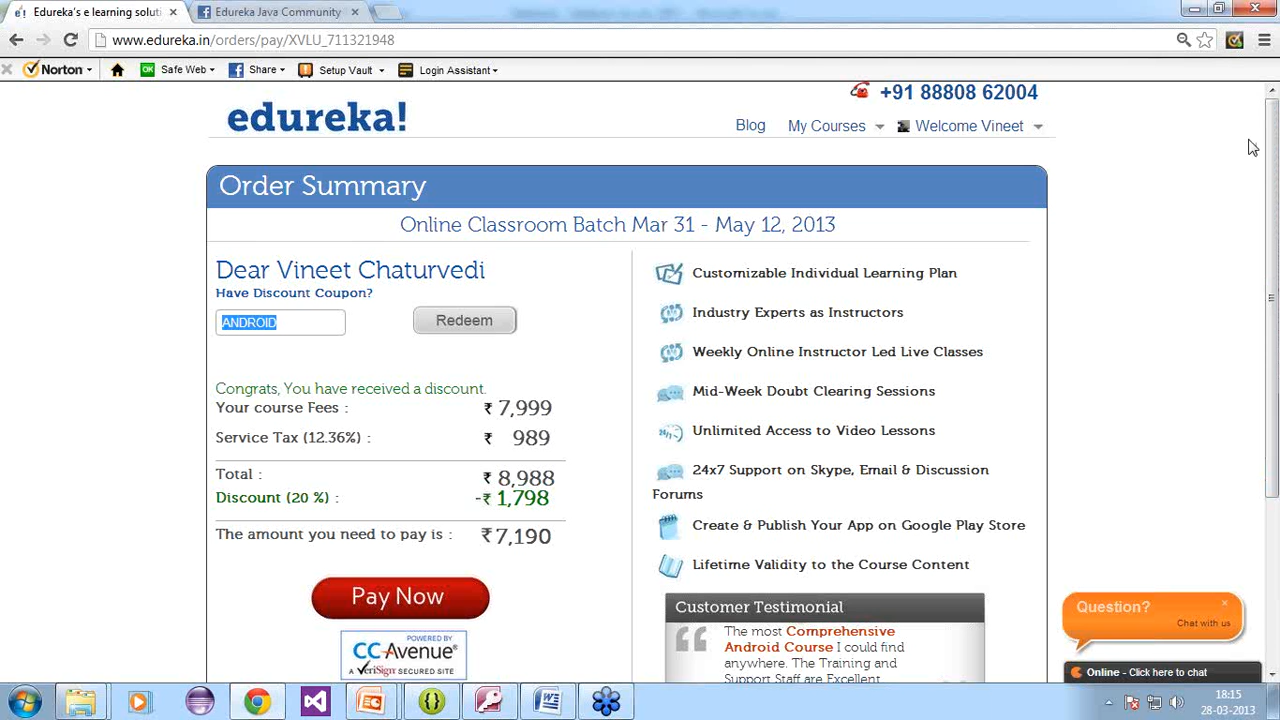 Edureka's e learning soluti
Edureka Java Community
www.edureka.in/orders/pay/XVLU_711321948
Norton
Safe Web
Share
Setup Vault
Login Assistant
+91 88808 62004
edureka!
Blog
My Courses
Welcome Vineet
Order Summary
Online Classroom Batch Mar 31 - May 12, 2013
Dear Vineet Chaturvedi
Have Discount Coupon?
ANDROID
Redeem
Congrats, You have received a discount.
Your course Fees : ₹ 7,999
Service Tax (12.36%) : ₹ 989
Total : ₹ 8,988
Discount (20 %) : -₹ 1,798
The amount you need to pay is : ₹ 7,190
Pay Now
POWERED BY
CCAvenue
A VeriSign SECURED SITE
Customizable Individual Learning Plan
Industry Experts as Instructors
Weekly Online Instructor Led Live Classes
Mid-Week Doubt Clearing Sessions
Unlimited Access to Video Lessons
24x7 Support on Skype, Email & Discussion
Forums
Create & Publish Your App on Google Play Store
Lifetime Validity to the Course Content
Customer Testimonial
The most Comprehensive
Android Course I could find
anywhere. The Training and
Support Staff are Excellent
Question?
Chat with us
Online - Click here to chat
18:15
28-03-2013